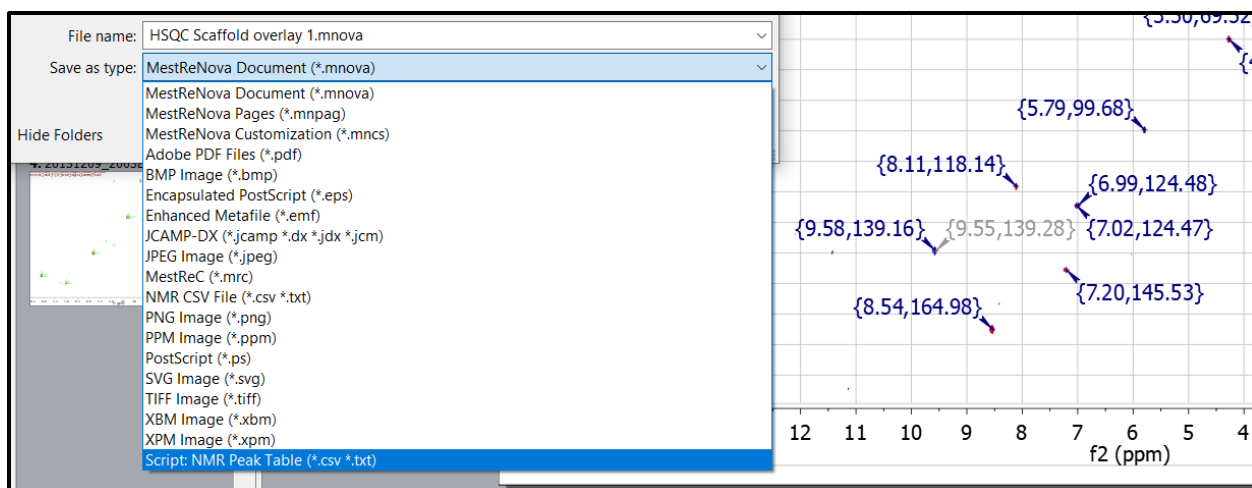 File name: HSQC Scaffold overlay 1.mnova
Save as type: MestReNova Document (*.mnova)
MestReNova Document (*.mnova)
MestReNova Pages (*.mnpag)
MestReNova Customization (*.mncs)
Hide Folders
Adobe PDF Files (*.pdf)
BMP Image (*.bmp)
Encapsulated PostScript (*.eps)
Enhanced Metafile (*.emf)
JCAMP-DX (*.jcamp *.dx *.jdx *.jcm)
JPEG Image (*.jpeg)
MestReC (*.mrc)
NMR CSV File (*.csv *.txt)
PNG Image (*.png)
PPM Image (*.ppm)
PostScript (*.ps)
SVG Image (*.svg)
TIFF Image (*.tiff)
XBM Image (*.xbm)
XPM Image (*.xpm)
Script: NMR Peak Table (*.csv *.txt)
{5.79,99.68}
{8.11,118.14}
{6.99,124.48}
{9.58,139.16} {9.55,139.28} {7.02,124.47}
{7.20,145.53}
{8.54,164.98}
12 11 10 9 8 7 6 5 4
f2 (ppm)